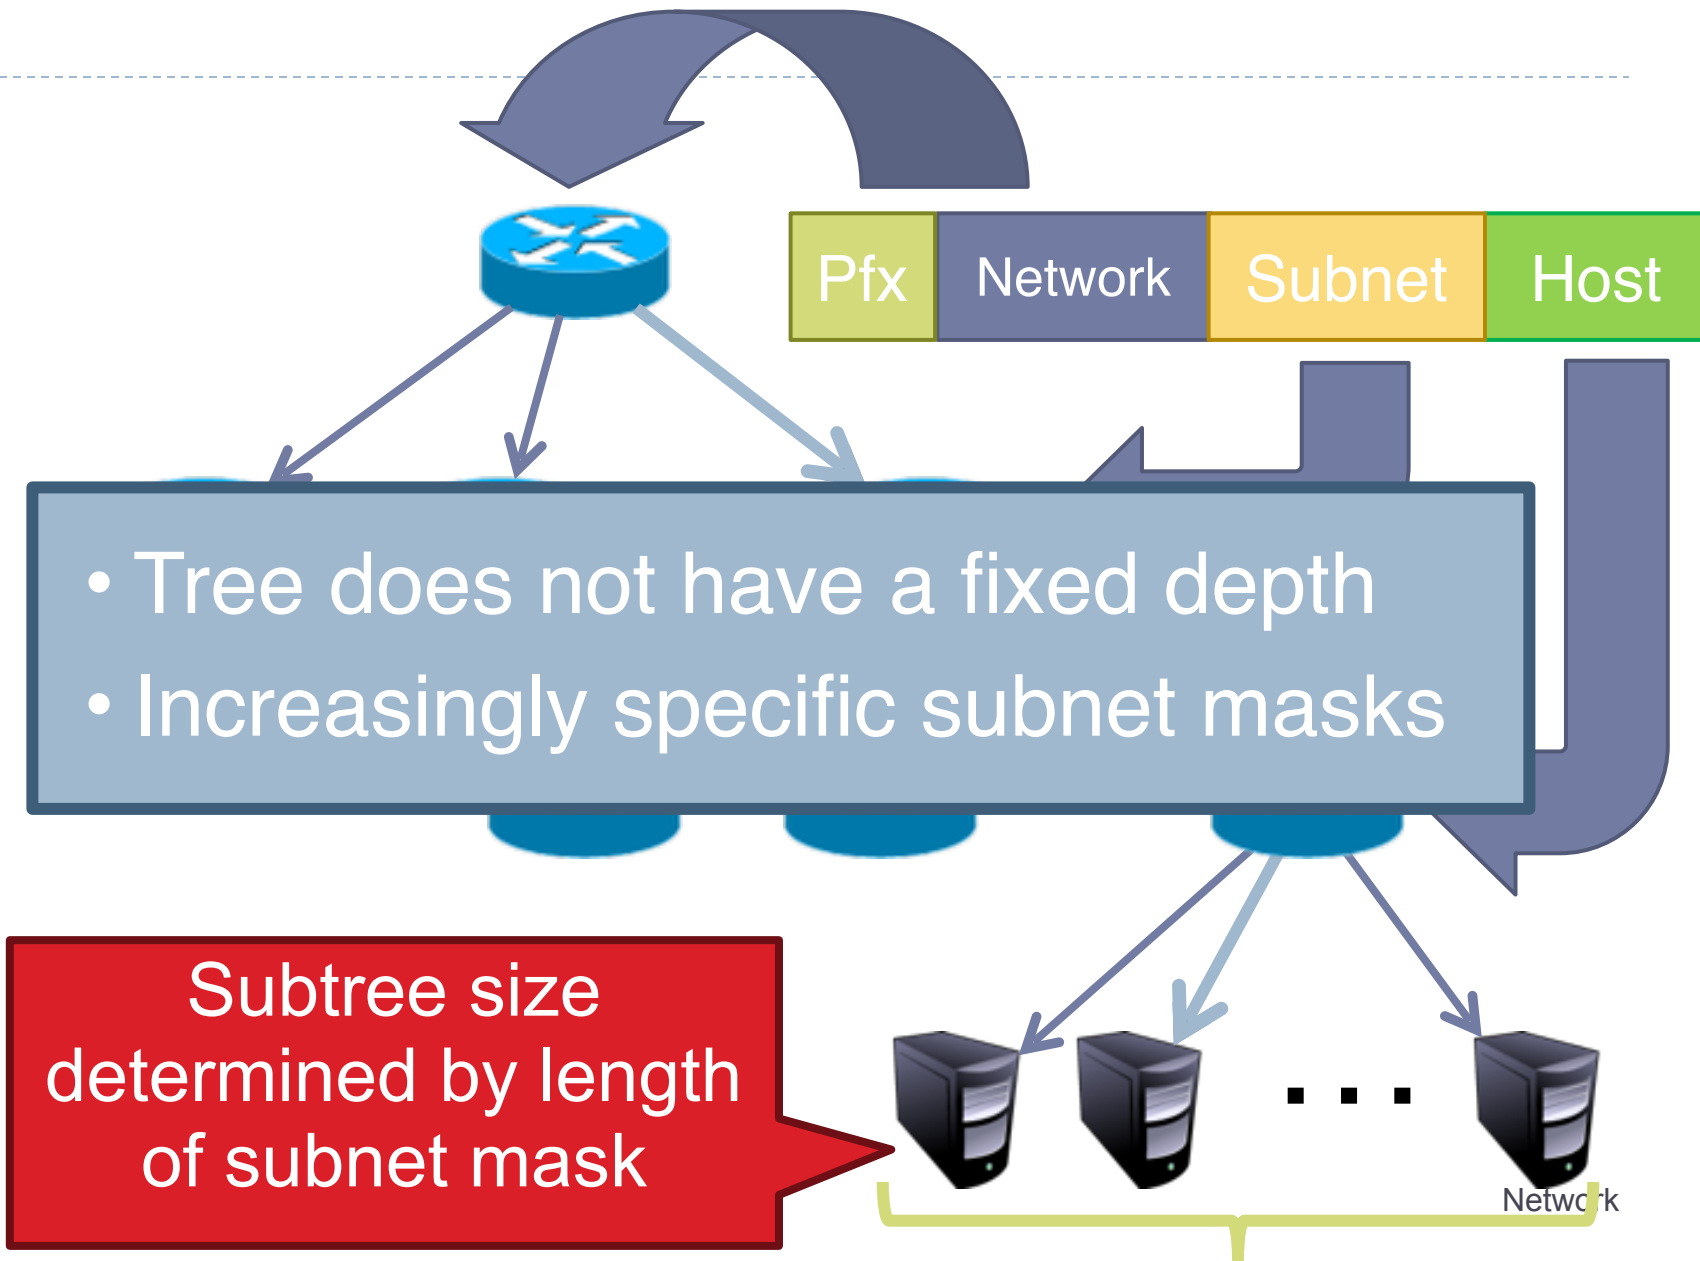 Pfx Network Subnet Host
• Tree does not have a fixed depth
• Increasingly specific subnet masks
Subtree size
determined by length
of subnet mask
. . .
Network